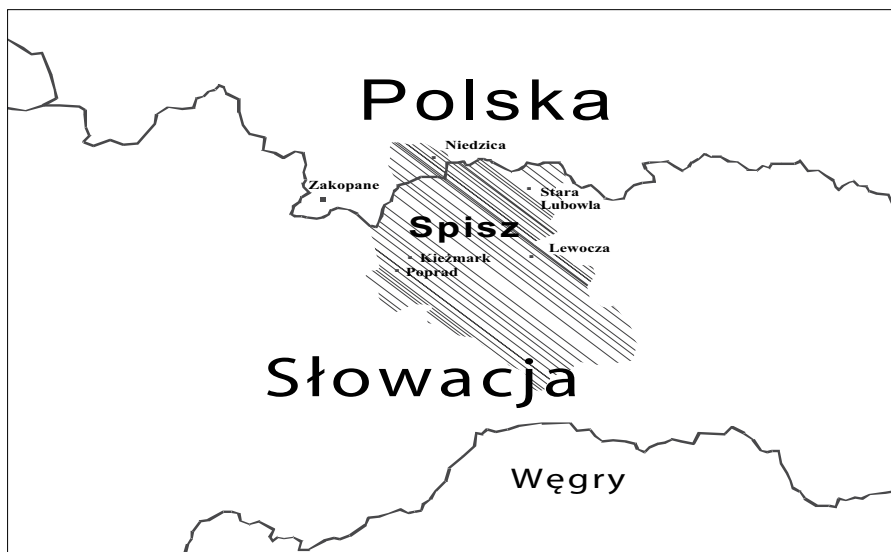 Polska
Niedzica
Zakopane
Stara
Lubowla
Spisz
Lewocza
Kieżmark
Poprad
Słowacja
Węgry